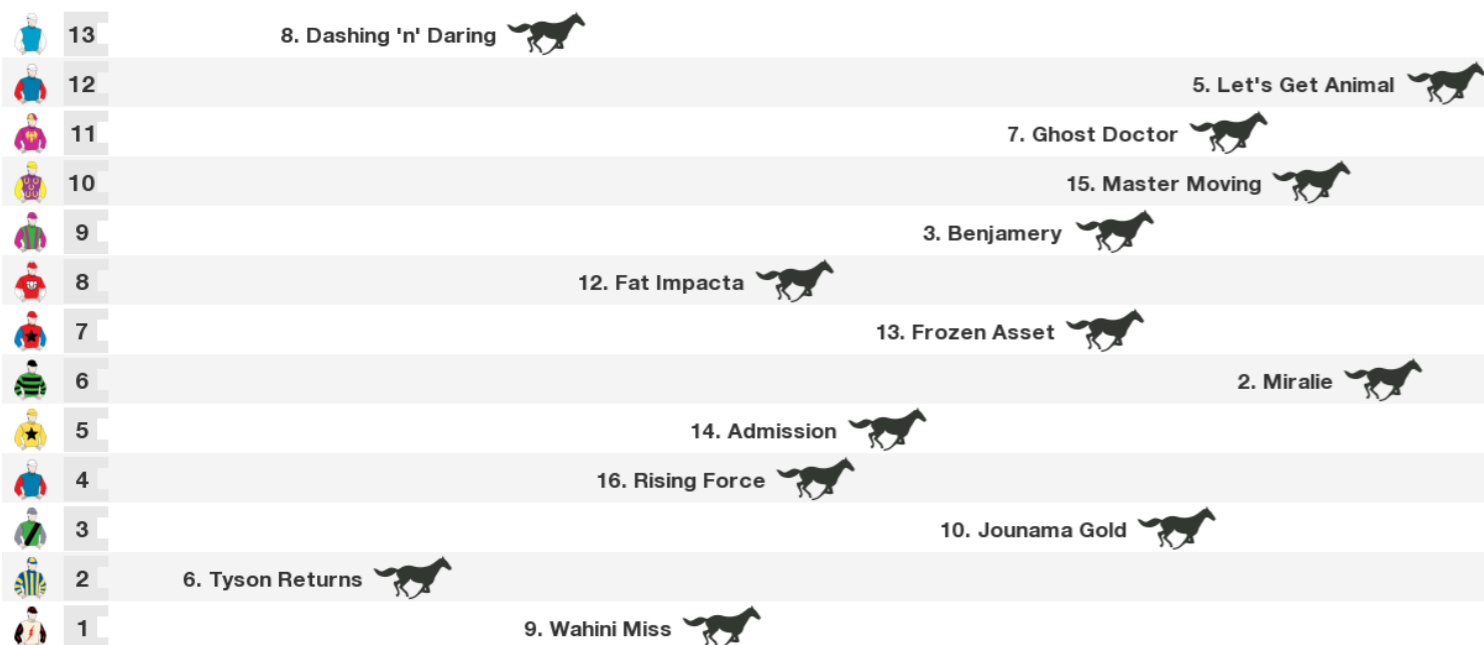 13 8. Dashing 'n' Daring
12 5. Let's Get Animal
11 7. Ghost Doctor
10 15. Master Moving
9 3. Benjamery
8 12. Fat Impacta
7 13. Frozen Asset
6 2. Miralie
5 14. Admission
4 16. Rising Force
3 10. Jounama Gold
2 6. Tyson Returns
1 9. Wahini Miss